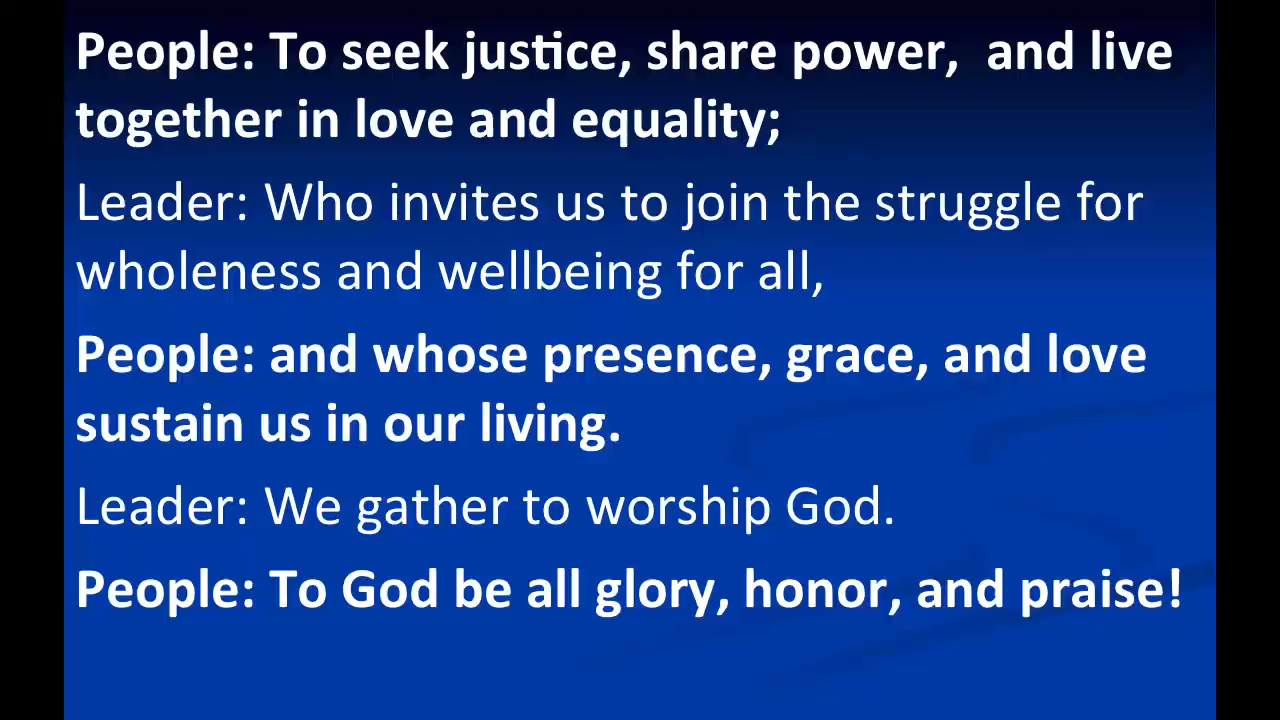 People: To seek justice, share power,  and live
together in love and equality;
Leader: Who invites us to join the struggle for
wholeness and wellbeing for all,
People: and whose presence, grace, and love
sustain us in our living.
Leader: We gather to worship God.
People: To God be all glory, honor, and praise!